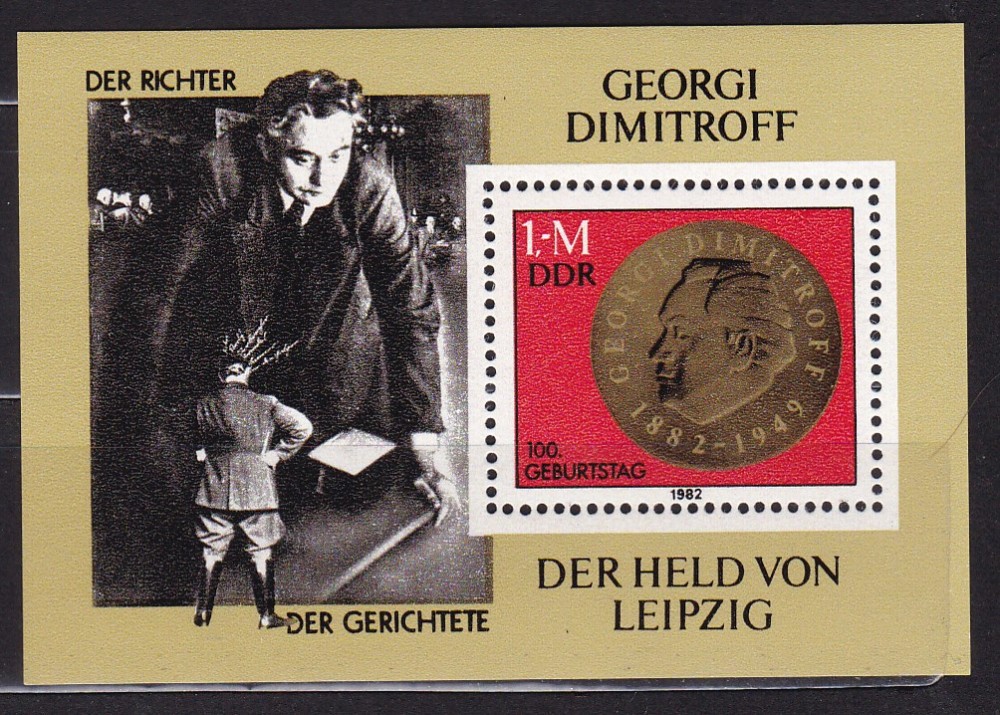 DER RICHTER
GEORGI
DIMITROFF
1,-M
DDR
GEORGI DIMITROFF
1882-1949
100.
GEBURTSTAG
1982
DER HELD VON
LEIPZIG
DER GERICHTETE